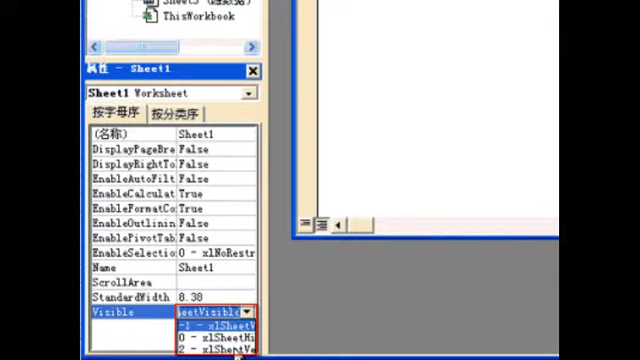 ThisWorkbook
属性 - Sheet1
Sheet1 Worksheet
按字母序 按分类序
(名称) Sheet1
DisplayPageBre False
DisplayRightTo False
EnableAutoFilt False
EnableCalculat True
EnableFormatCo True
EnableOutlinin False
EnablePivotTab False
EnableSelectio 0 - xlNoRestr
Name Sheet1
ScrollArea
StandardWidth 8.38
Visible eetVisible
-1 - xlSheetV
0 - xlSheetHi
2 - xlSheetVe